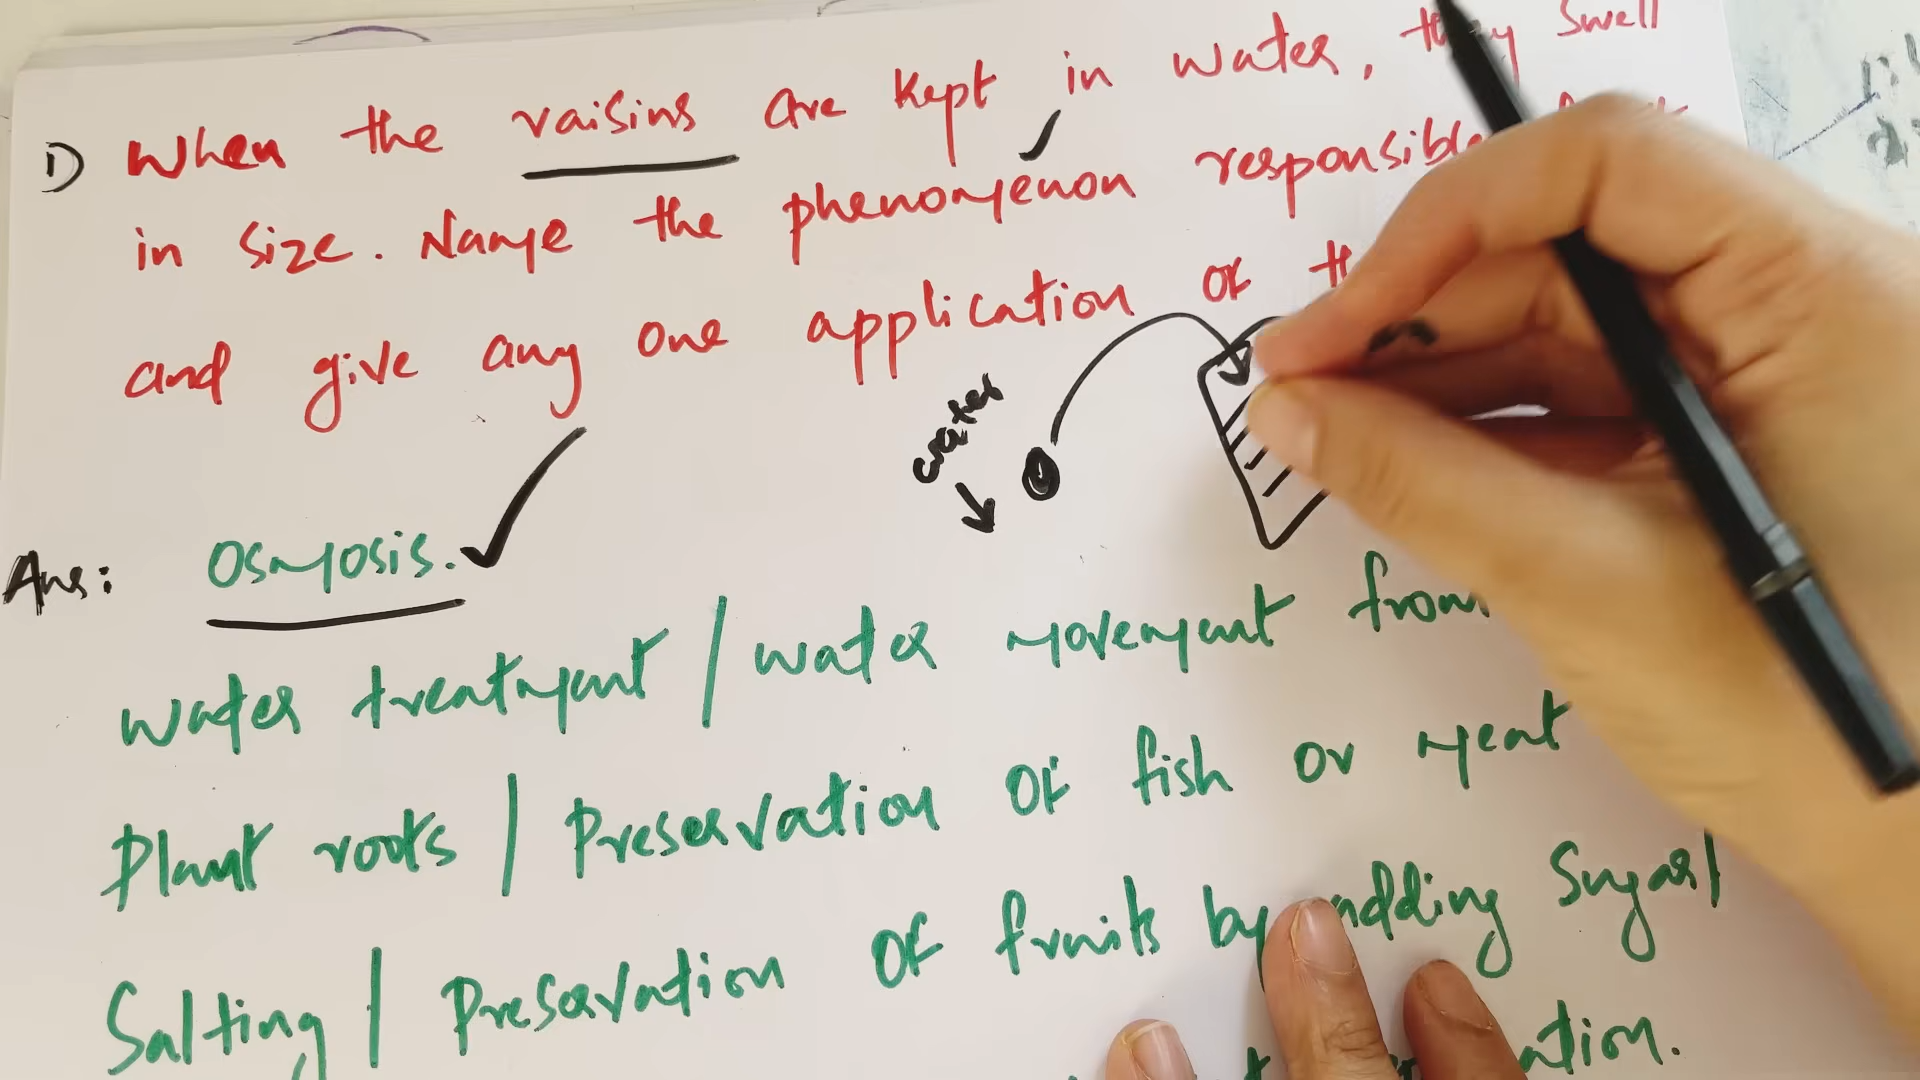 1) When the raisins are kept in water, they swell
in size. Name the phenomenon responsible
and give any one application of
water
Ans: Osmosis.
Water treatment / water movement from
Plant roots / Preservation of fish or meat
Salting / Preservation of fruits by adding sugar/